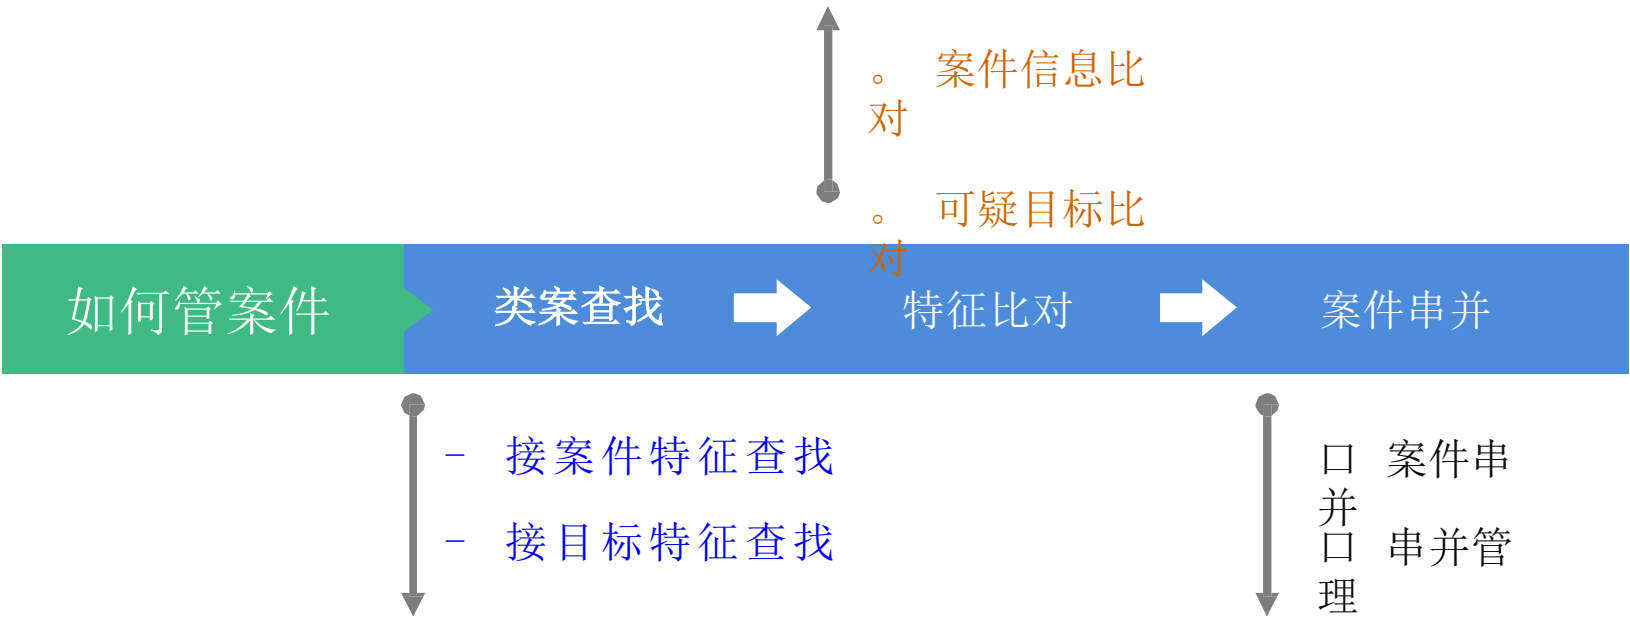 。 案件信息比
对
。 可疑目标比
对
如何管案件
类案查找
特征比对
案件串并
- 接案件特征查找
- 接目标特征查找
口 案件串
并
口 串并管
理